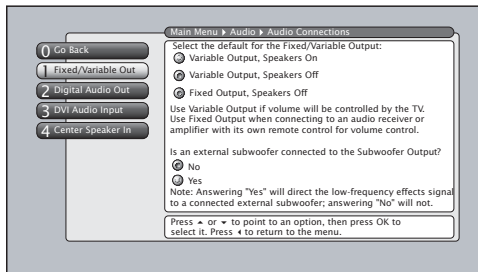 Main Menu ▸ Audio ▸ Audio Connections
0 Go Back
1 Fixed/Variable Out
2 Digital Audio Out
3 DVI Audio Input
4 Center Speaker In
Select the default for the Fixed/Variable Output:
Variable Output, Speakers On
Variable Output, Speakers Off
Fixed Output, Speakers Off
Use Variable Output if volume will be controlled by the TV.
Use Fixed Output when connecting to an audio receiver or
amplifier with its own remote control for volume control.
Is an external subwoofer connected to the Subwoofer Output?
No
Yes
Note: Answering "Yes" will direct the low-frequency effects signal
to a connected external subwoofer; answering "No" will not.
Press ▴ or ▾ to point to an option, then press OK to
select it. Press ◂ to return to the menu.